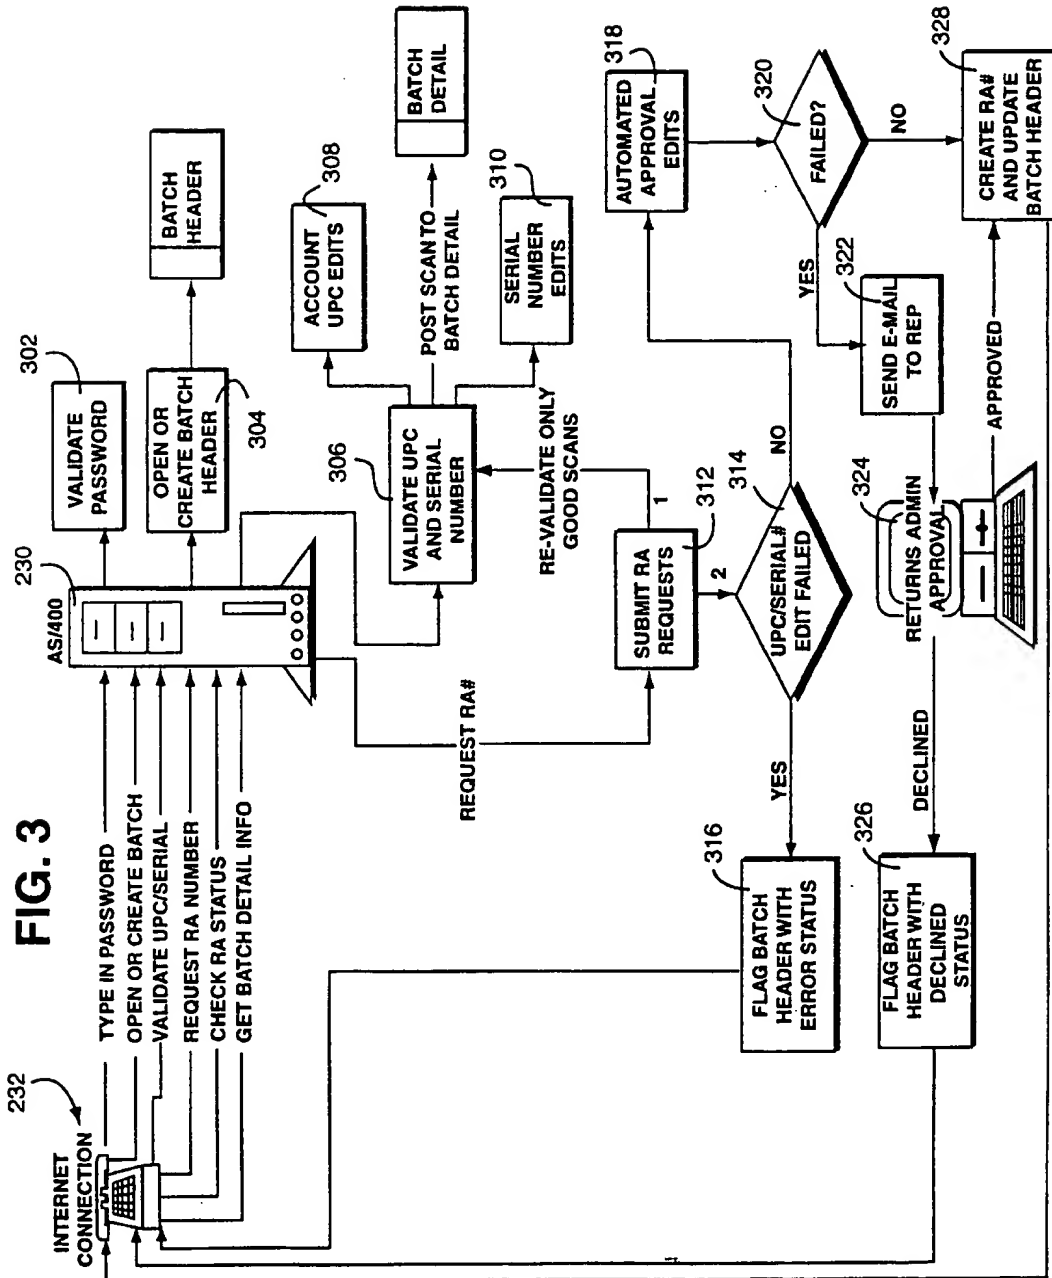 FIG. 3
INTERNET
CONNECTION
232
TYPE IN PASSWORD
OPEN OR CREATE BATCH
VALIDATE UPC/SERIAL
REQUEST RA NUMBER
CHECK RA STATUS
GET BATCH DETAIL INFO
AS/400
230
VALIDATE
PASSWORD
302
OPEN OR
CREATE BATCH
HEADER
304
BATCH
HEADER
VALIDATE UPC
AND SERIAL
NUMBER
306
ACCOUNT
UPC EDITS
308
POST SCAN TO
BATCH DETAIL
BATCH
DETAIL
SERIAL
NUMBER
EDITS
310
RE-VALIDATE ONLY
GOOD SCANS
REQUEST RA#
SUBMIT RA
REQUESTS
312
1
2
UPC/SERIAL#
EDIT FAILED
314
YES
NO
FLAG BATCH
HEADER WITH
ERROR STATUS
316
AUTOMATED
APPROVAL
EDITS
318
FAILED?
320
YES
NO
SEND E-MAIL
TO REP
322
RETURNS ADMIN
APPROVAL
324
DECLINED
APPROVED
FLAG BATCH
HEADER WITH
DECLINED
STATUS
326
CREATE RA#
AND UPDATE
BATCH HEADER
328